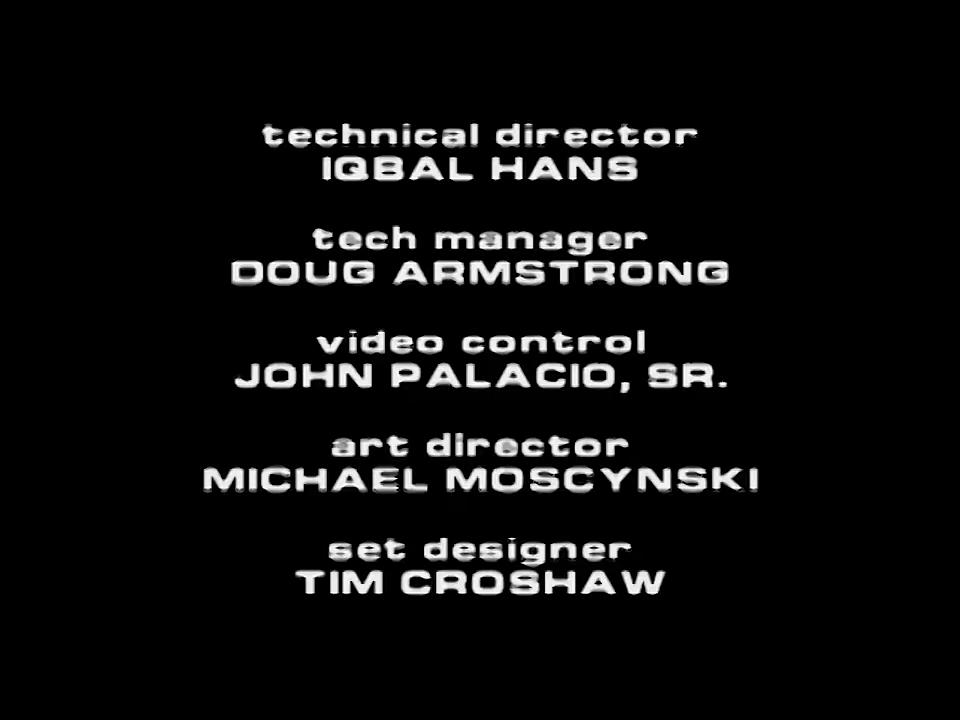 technical director
IQBAL HANS
tech manager
DOUG ARMSTRONG
video control
JOHN PALACIO, SR.
art director
MICHAEL MOSCYNSKI
set designer
TIM CROSHAW